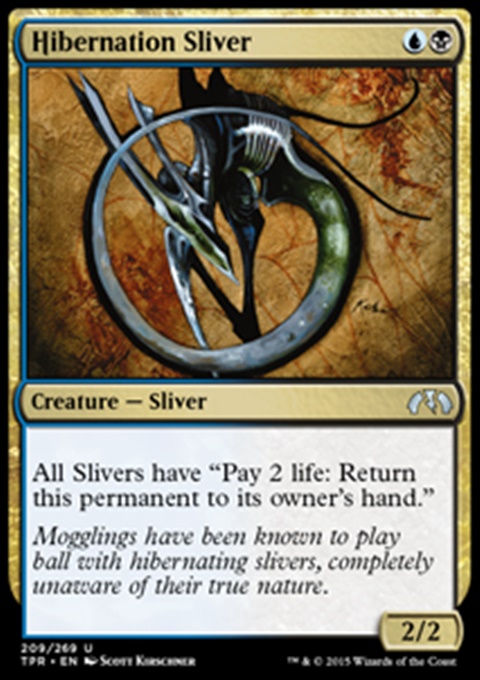 Hibernation Sliver
Creature — Sliver
All Slivers have “Pay 2 life: Return
this permanent to its owner’s hand.”
Mogglings have been known to play
ball with hibernating slivers, completely
unaware of their true nature.
2/2
209/269 U
TPR • EN Scott Kirschner
™ & © 2015 Wizards of the Coast